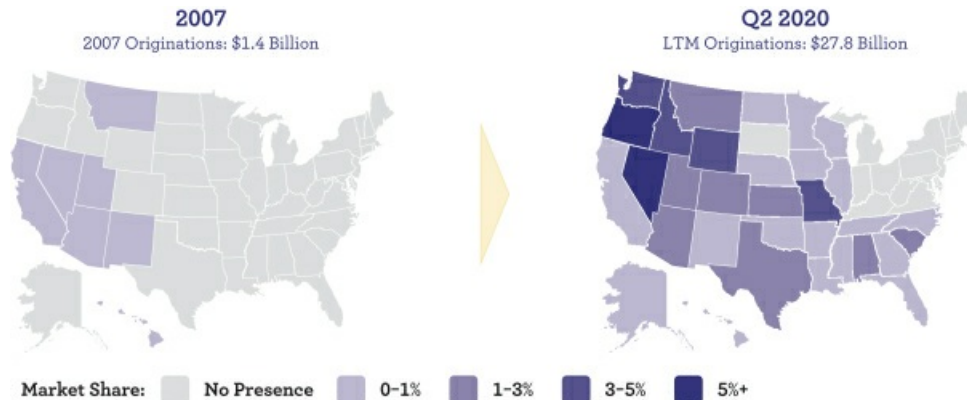 2007
2007 Originations: $1.4 Billion
Q2 2020
LTM Originations: $27.8 Billion
Market Share: No Presence 0-1% 1-3% 3-5% 5%+